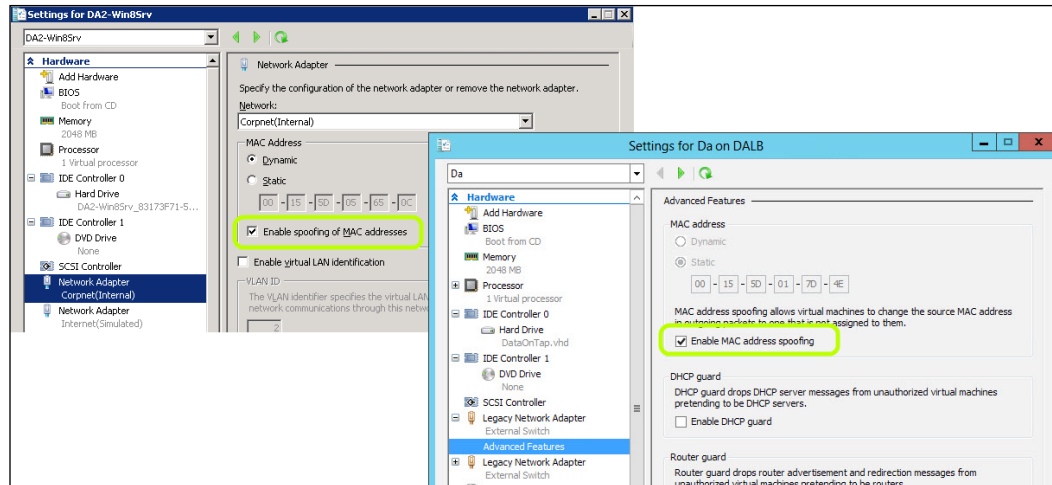 Settings for DA2-Win8Srv
DA2-Win8Srv
Hardware
Add Hardware
BIOS
Boot from CD
Memory
2048 MB
Processor
1 Virtual processor
IDE Controller 0
Hard Drive
DA2-Win8Srv_83173F71-5...
IDE Controller 1
DVD Drive
None
SCSI Controller
Network Adapter
Corpnet(Internal)
Network Adapter
Internet(Simulated)
Network Adapter
Specify the configuration of the network adapter or remove the network adapter.
Network:
Corpnet(Internal)
MAC Address
Dynamic
Static
00 - 15 - 5D - 05 - 65 - 0C
Enable spoofing of MAC addresses
Enable virtual LAN identification
VLAN ID
The VLAN identifier specifies the virtual LAN
network communications through this netwo
2
Settings for Da on DALB
Da
Hardware
Add Hardware
BIOS
Boot from CD
Memory
2048 MB
Processor
1 Virtual processor
IDE Controller 0
Hard Drive
DataOnTap.vhd
IDE Controller 1
DVD Drive
None
SCSI Controller
Legacy Network Adapter
External Switch
Advanced Features
Legacy Network Adapter
External Switch
Advanced Features
MAC address
Dynamic
Static
00 - 15 - 5D - 01 - 7D - 4E
MAC address spoofing allows virtual machines to change the source MAC address
in outgoing packets to one that is not assigned to them.
Enable MAC address spoofing
DHCP guard
DHCP guard drops DHCP server messages from unauthorized virtual machines
pretending to be DHCP servers.
Enable DHCP guard
Router guard
Router guard drops router advertisement and redirection messages from
unauthorized virtual machines pretending to be routers.